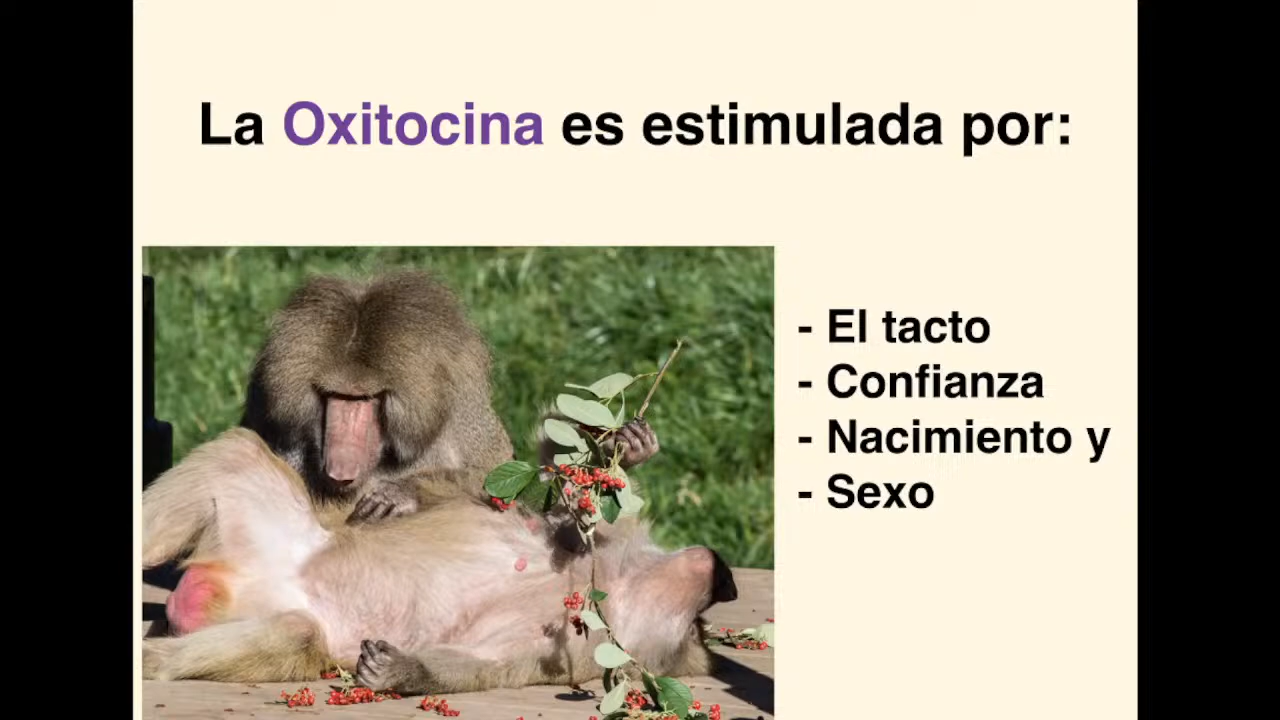 La Oxitocina es estimulada por:
- El tacto
- Confianza
- Nacimiento y
- Sexo